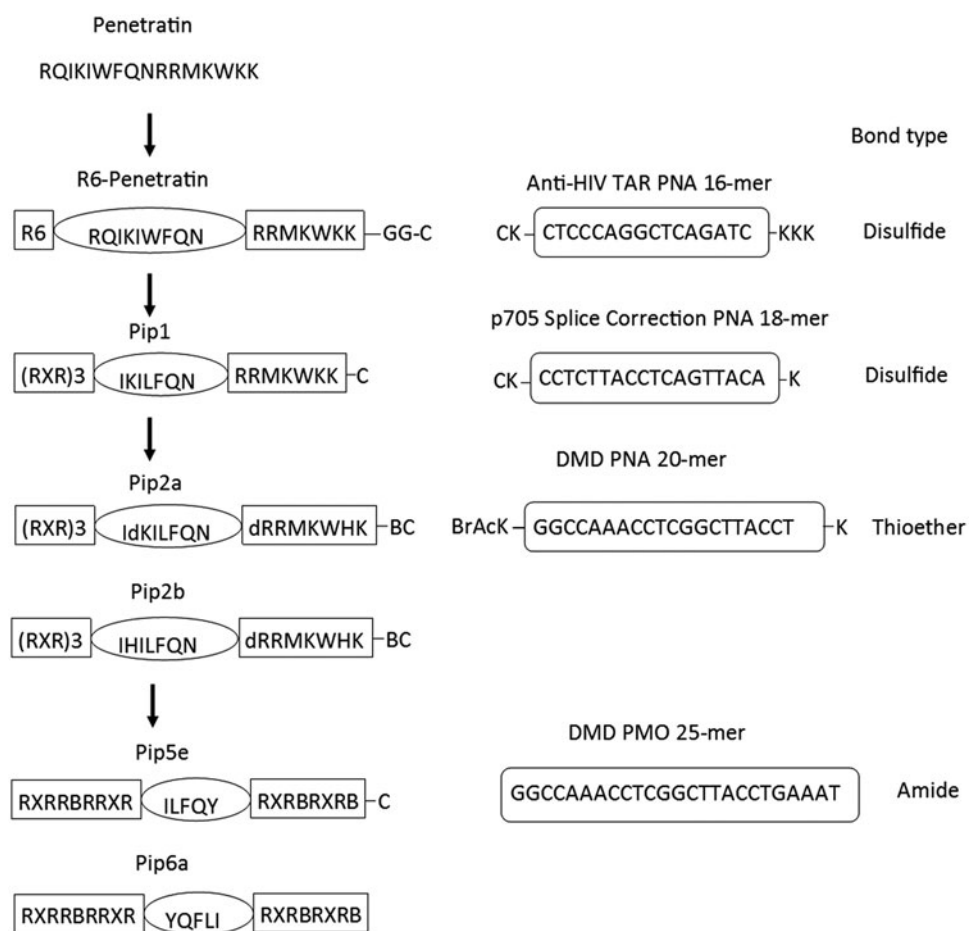 Penetratin
RQIKIWFQNRRMKWKK
Bond type
R6-Penetratin
R6 RQIKIWFQN RRMKWKK GG-C
Anti-HIV TAR PNA 16-mer
CK CTCCCAGGCTCAGATC KKK
Disulfide
Pip1
(RXR)3 IKILFQN RRMKWKK C
p705 Splice Correction PNA 18-mer
CK CCTCTTACCTCAGTTACA K
Disulfide
Pip2a
(RXR)3 IdKILFQN dRRMKWHK BC
DMD PNA 20-mer
BrAcK GGCCAAACCTCGGCTTACCT K
Thioether
Pip2b
(RXR)3 IHILFQN dRRMKWHK BC
Pip5e
RXRRBRRXR ILFQY RXRBRXRB C
DMD PMO 25-mer
GGCCAAACCTCGGCTTACCTGAAAT
Amide
Pip6a
RXRRBRRXR YQFLI RXRBRXRB